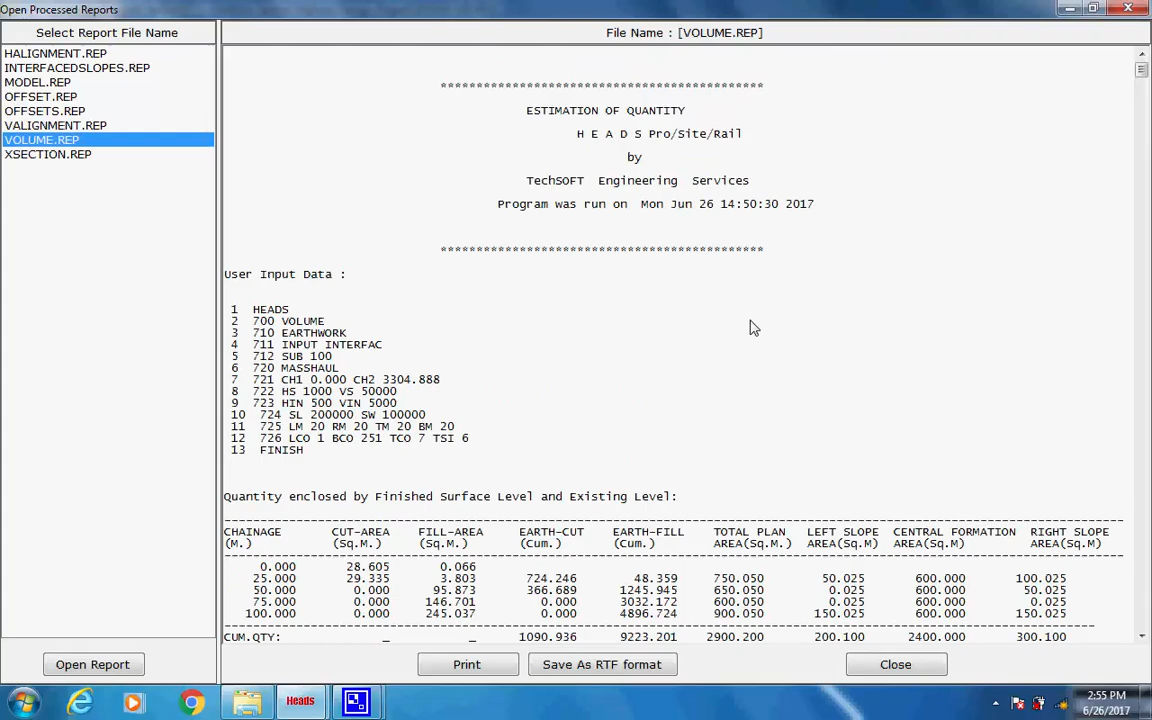 Open Processed Reports
Select Report File Name
File Name : [VOLUME.REP]
HALIGNMENT.REP
INTERFACEDSLOPES.REP
MODEL.REP
OFFSET.REP
OFFSETS.REP
VALIGNMENT.REP
VOLUME.REP
XSECTION.REP
********************************************
ESTIMATION OF QUANTITY
H E A D S Pro/Site/Rail
by
TechSOFT Engineering Services
Program was run on Mon Jun 26 14:50:30 2017
********************************************
User Input Data :
1 HEADS
2 700 VOLUME
3 710 EARTHWORK
4 711 INPUT INTERFAC
5 712 SUB 100
6 720 MASSHAUL
7 721 CH1 0.000 CH2 3304.888
8 722 HS 1000 VS 50000
9 723 HIN 500 VIN 5000
10 724 SL 200000 SW 100000
11 725 LM 20 RM 20 TM 20 BM 20
12 726 LCO 1 BCO 251 TCO 7 TSI 6
13 FINISH
Quantity enclosed by Finished Surface Level and Existing Level:
CHAINAGE CUT-AREA FILL-AREA EARTH-CUT EARTH-FILL TOTAL PLAN LEFT SLOPE CENTRAL FORMATION RIGHT SLOPE
(M.) (Sq.M.) (Sq.M.) (Cum.) (Cum.) AREA(Sq.M.) AREA(Sq.M) AREA(Sq.M) AREA(Sq.M)
0.000 28.605 0.066
25.000 29.335 3.803 724.246 48.359 750.050 50.025 600.000 100.025
50.000 0.000 95.873 366.689 1245.945 650.050 0.025 600.000 50.025
75.000 0.000 146.701 0.000 3032.172 600.050 0.025 600.000 0.025
100.000 0.000 245.037 0.000 4896.724 900.050 150.025 600.000 150.025
CUM.QTY: _ _ 1090.936 9223.201 2900.200 200.100 2400.000 300.100
Open Report
Print
Save As RTF format
Close
Heads
2:55 PM
6/26/2017